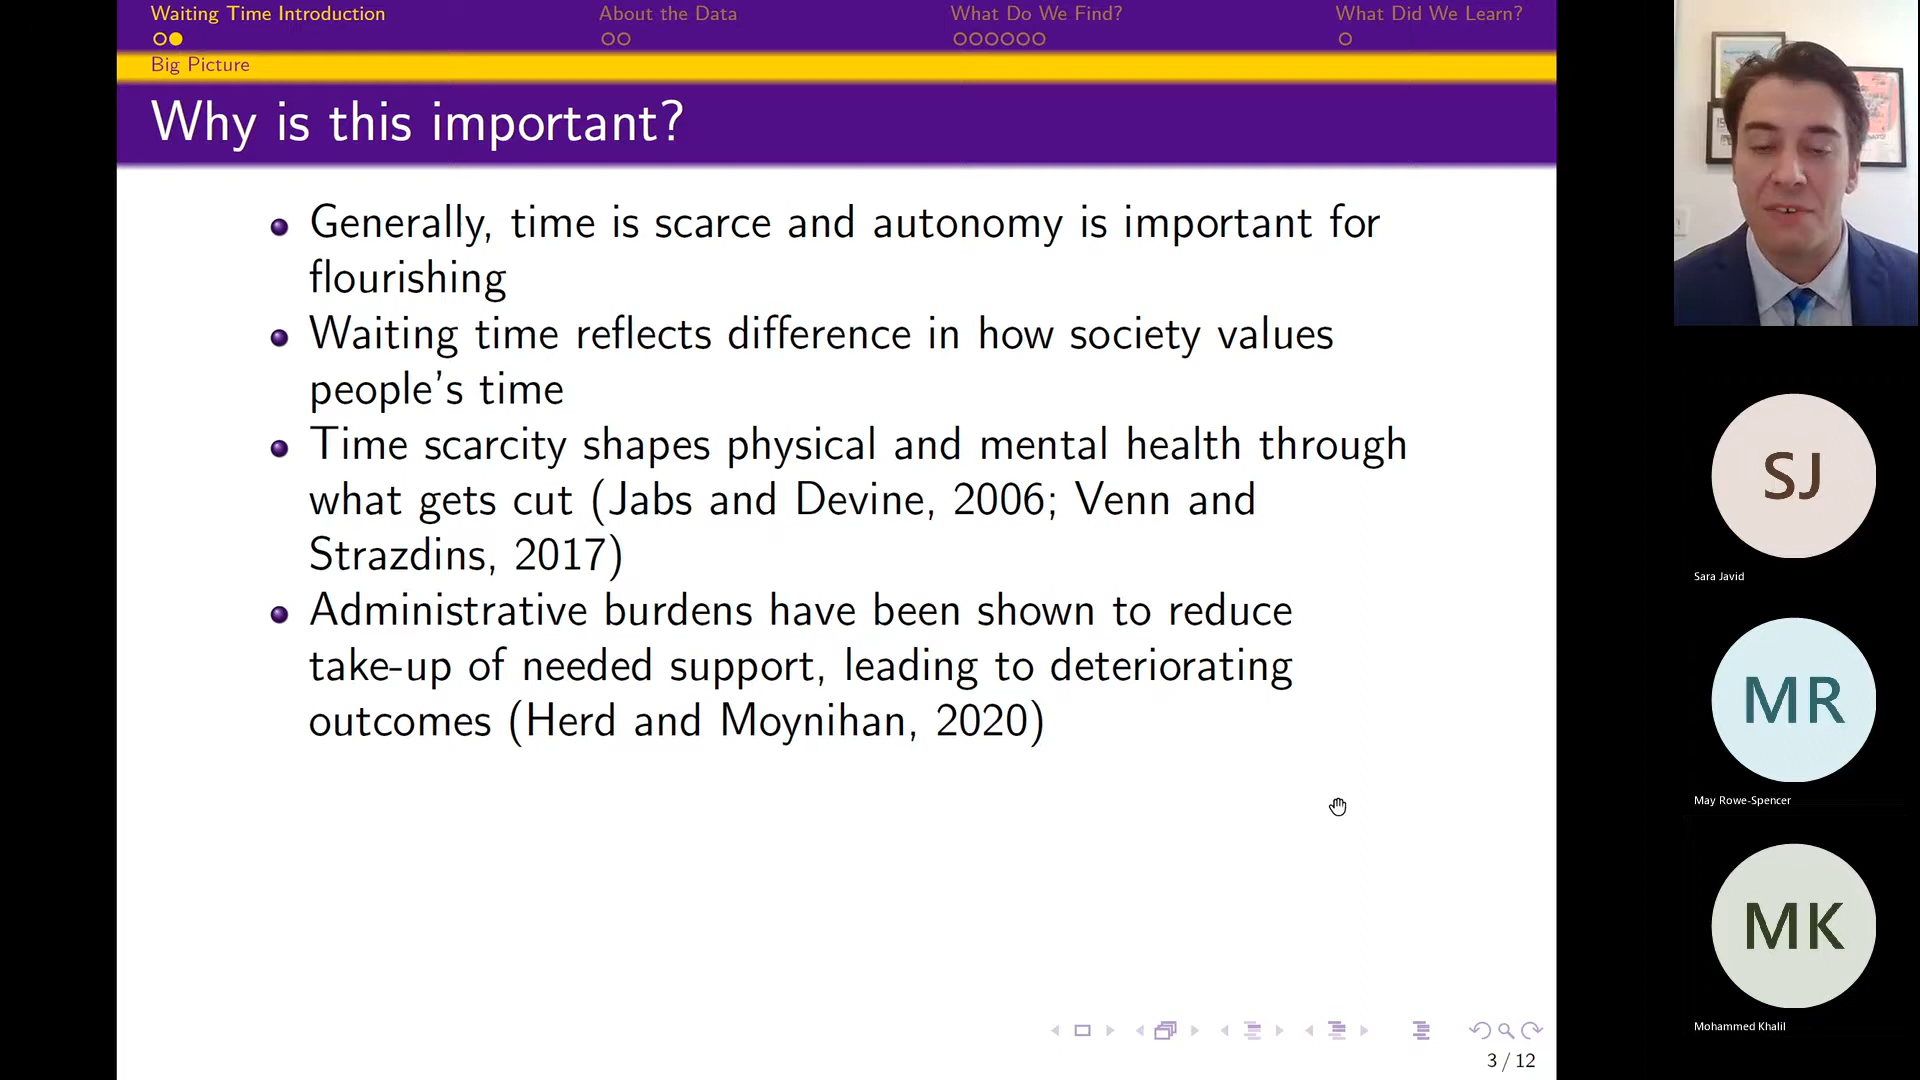 Waiting Time Introduction
About the Data
What Do We Find?
What Did We Learn?
Big Picture
Why is this important?
Generally, time is scarce and autonomy is important for
flourishing
Waiting time reflects difference in how society values
people's time
Time scarcity shapes physical and mental health through
what gets cut (Jabs and Devine, 2006; Venn and
Strazdins, 2017)
Administrative burdens have been shown to reduce
take-up of needed support, leading to deteriorating
outcomes (Herd and Moynihan, 2020)
3 / 12
SJ
Sara Javid
MR
May Rowe-Spencer
MK
Mohammed Khalil